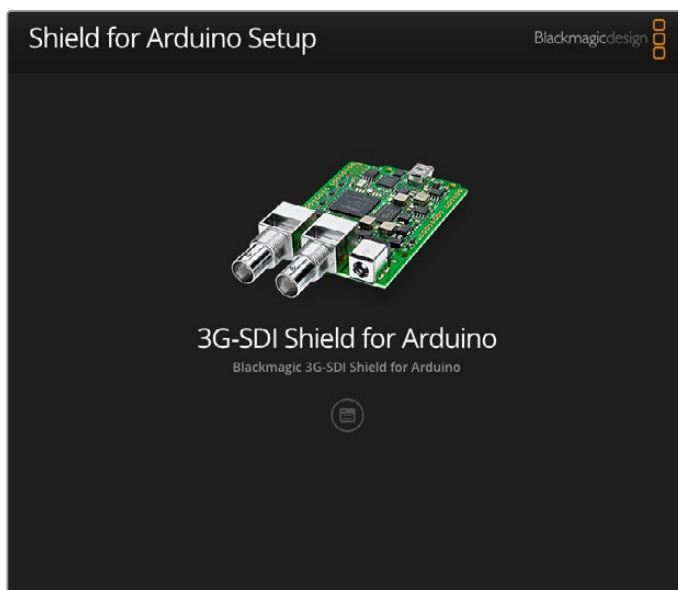 Shield for Arduino Setup
Blackmagicdesign
3G-SDI Shield for Arduino
Blackmagic 3G-SDI Shield for Arduino